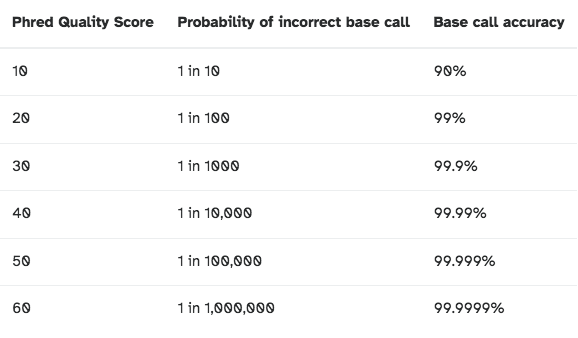 Phred Quality Score Probability of incorrect base call Base call accuracy
10 1 in 10 90%
20 1 in 100 99%
30 1 in 1000 99.9%
40 1 in 10,000 99.99%
50 1 in 100,000 99.999%
60 1 in 1,000,000 99.9999%